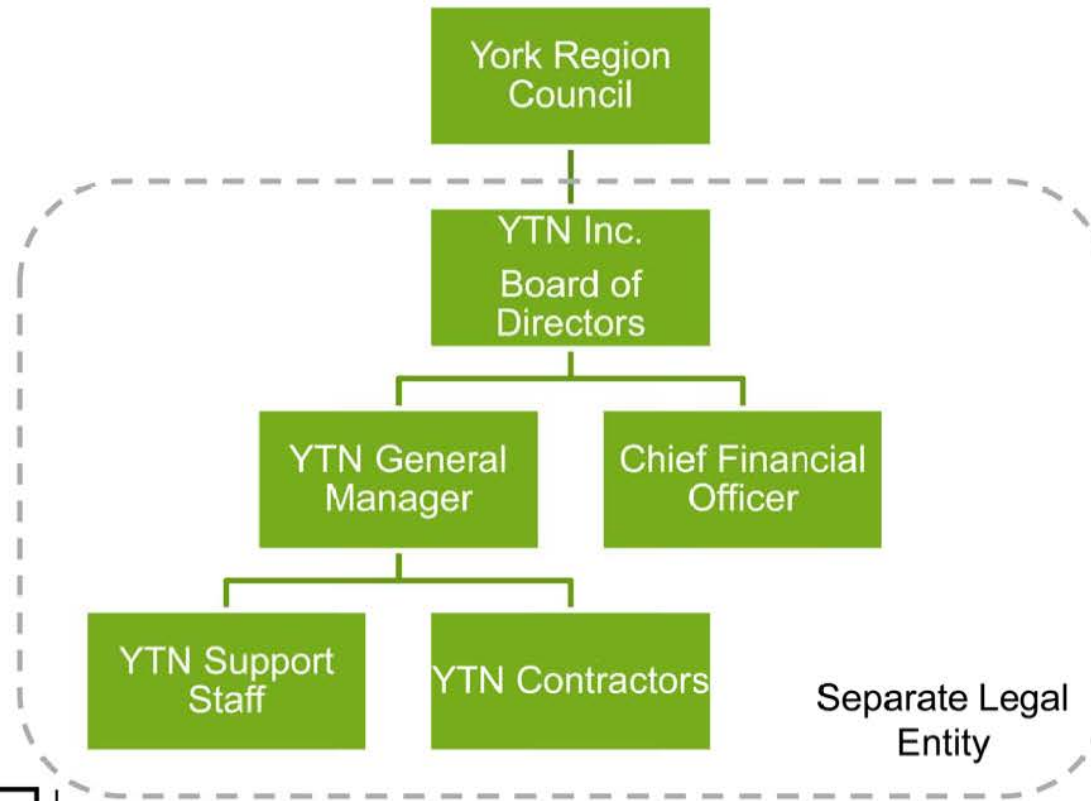 York Region
Council
YTN Inc.
Board of
Directors
YTN General
Manager
Chief Financial
Officer
YTN Support
Staff
YTN Contractors
Separate Legal
Entity